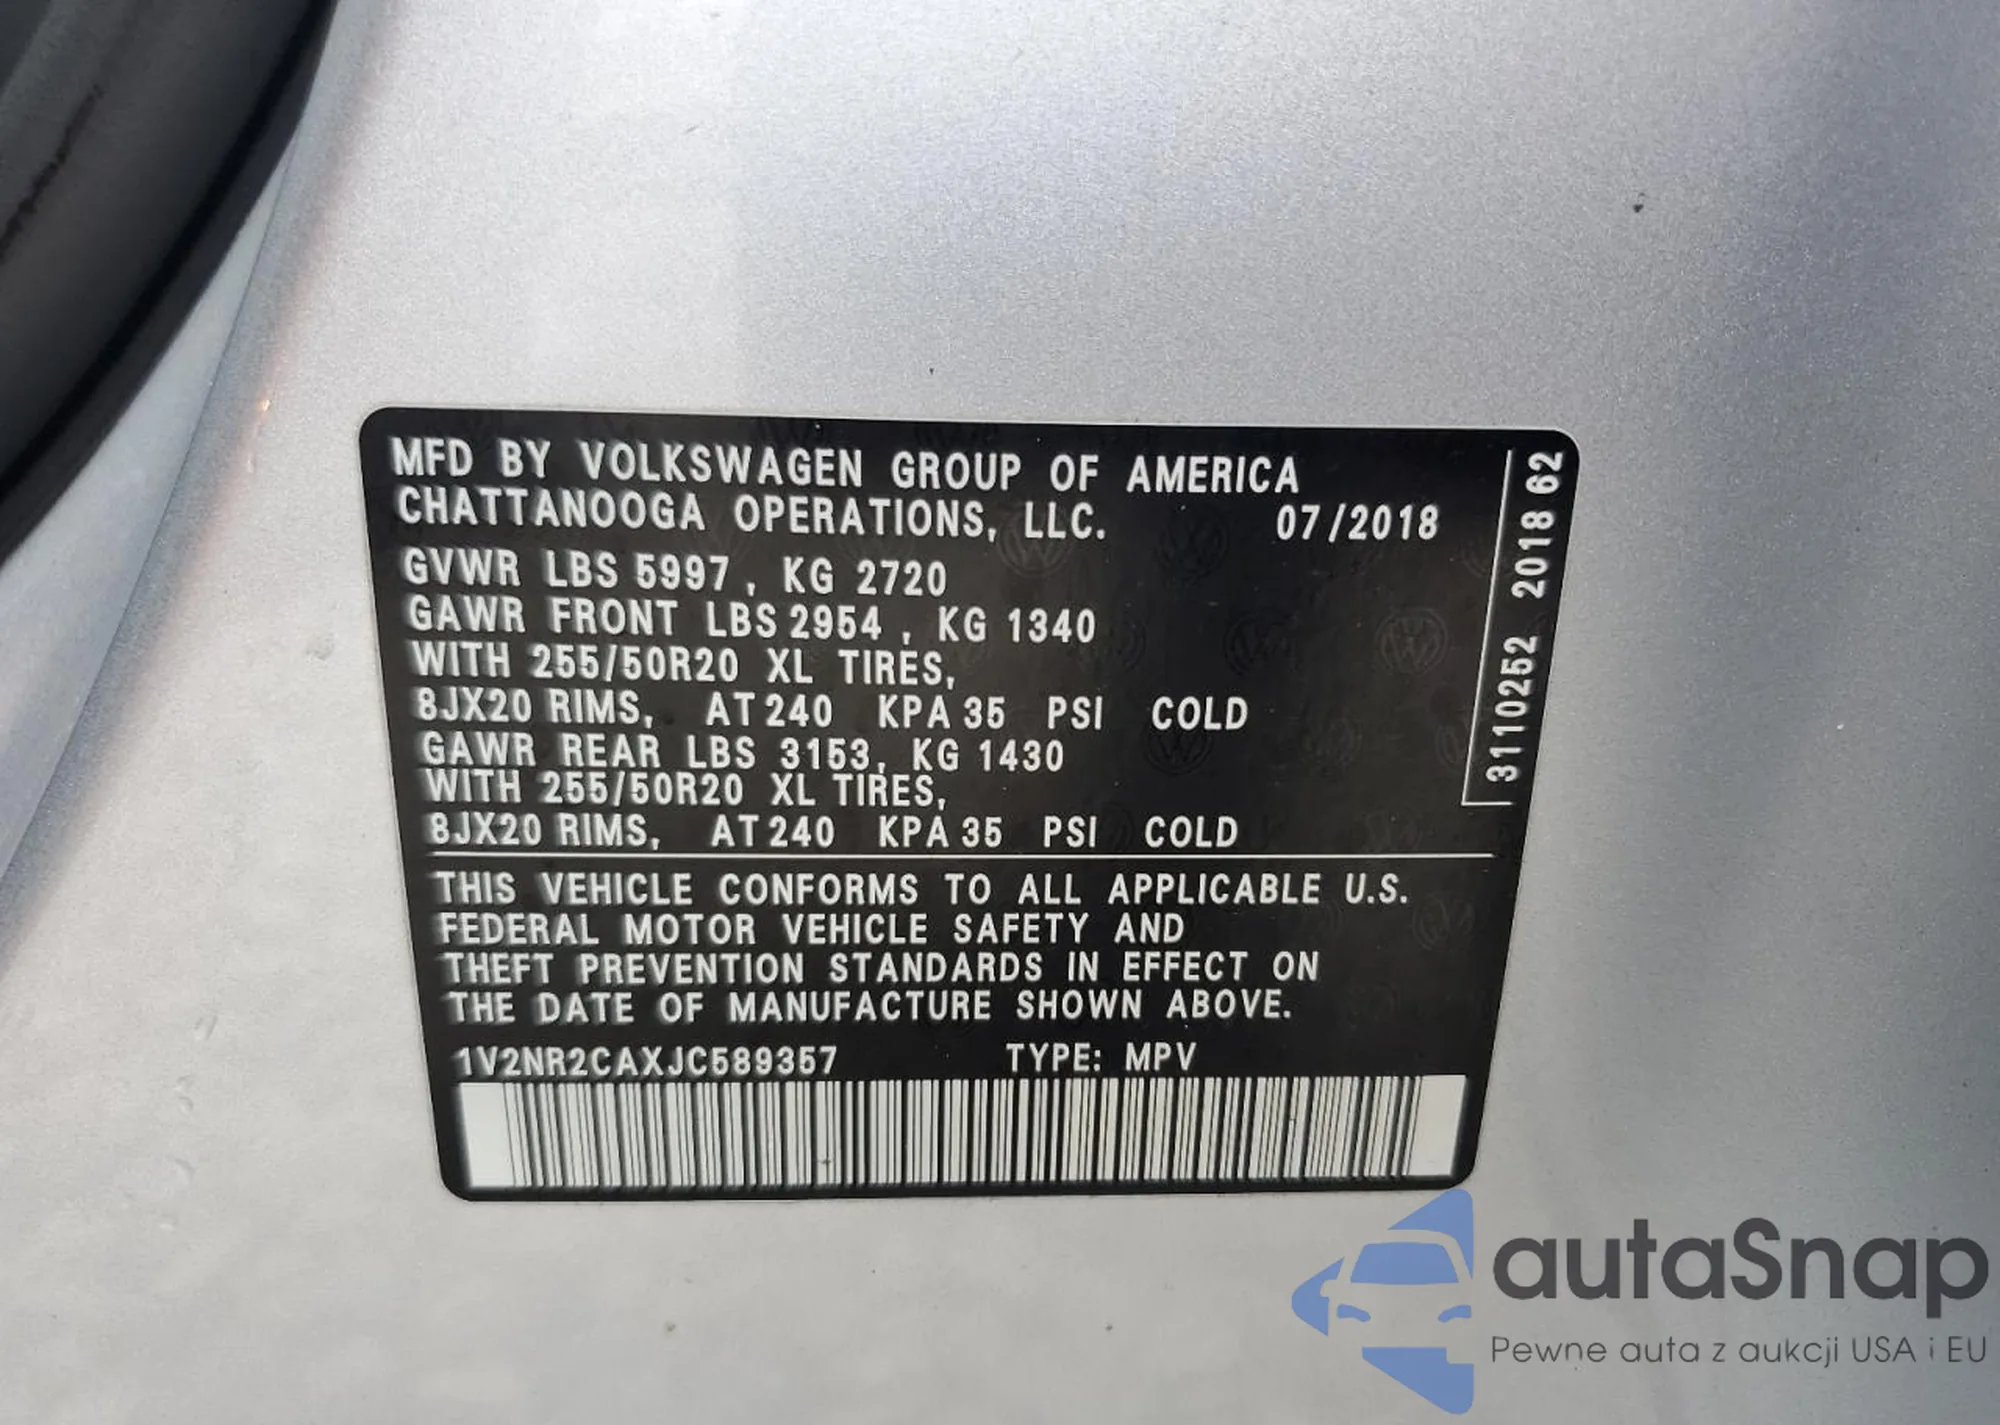 MFD BY VOLKSWAGEN GROUP OF AMERICA
CHATTANOOGA OPERATIONS, LLC. 07/2018
GVWR LBS 5997 , KG 2720
GAWR FRONT LBS 2954 , KG 1340
WITH 255/50R20 XL TIRES,
8JX20 RIMS, AT 240 KPA 35 PSI COLD
GAWR REAR LBS 3153, KG 1430
WITH 255/50R20 XL TIRES,
8JX20 RIMS, AT 240 KPA 35 PSI COLD
THIS VEHICLE CONFORMS TO ALL APPLICABLE U.S.
FEDERAL MOTOR VEHICLE SAFETY AND
THEFT PREVENTION STANDARDS IN EFFECT ON
THE DATE OF MANUFACTURE SHOWN ABOVE.
1V2NR2CAXJC589357 TYPE: MPV
3110252 2018 62
autaSnap
Pewne auta z aukcji USA i EU